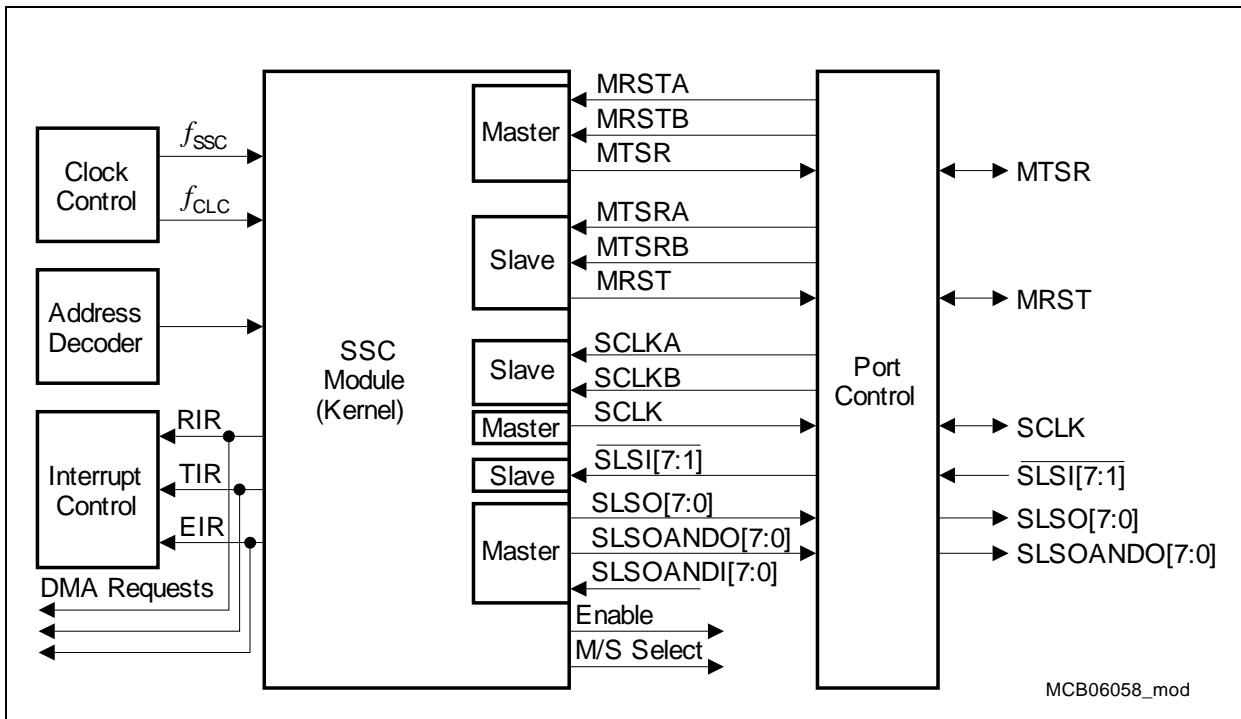 Clock
Control
fSSC
fCLC
Address
Decoder
Interrupt
Control
RIR
TIR
EIR
DMA Requests
SSC
Module
(Kernel)
Master
Slave
Slave
Master
Slave
Master
MRSTA
MRSTB
MTSR
MTSRA
MTSRB
MRST
SCLKA
SCLKB
SCLK
SLSI[7:1]
SLSO[7:0]
SLSOANDO[7:0]
SLSOANDI[7:0]
Enable
M/S Select
Port
Control
MTSR
MRST
SCLK
SLSI[7:1]
SLSO[7:0]
SLSOANDO[7:0]
MCB06058_mod